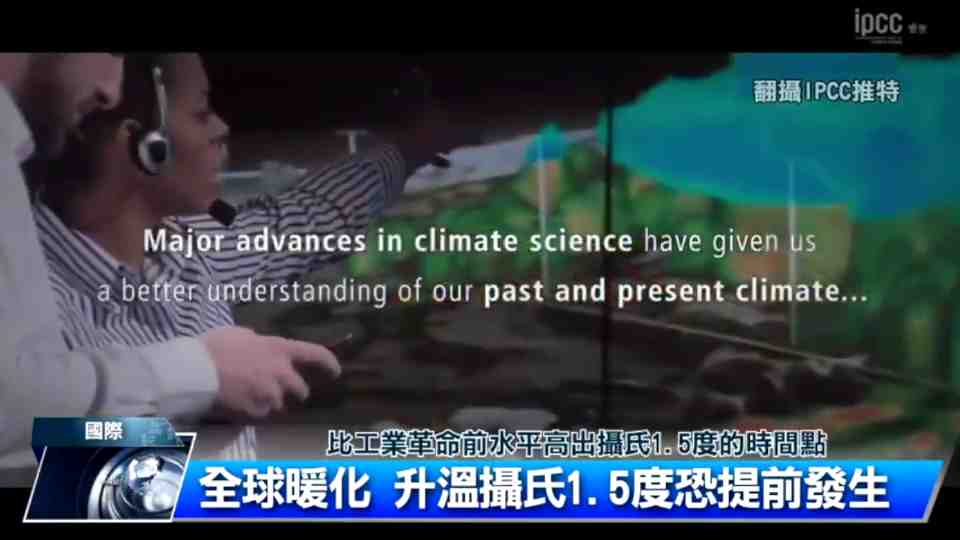 ipcc
翻攝IPCC推特
Major advances in climate science have given us
a better understanding of our past and present climate...
國際
比工業革命前水平高出攝氏1.5度的時間點
全球暖化 升溫攝氏1.5度恐提前發生